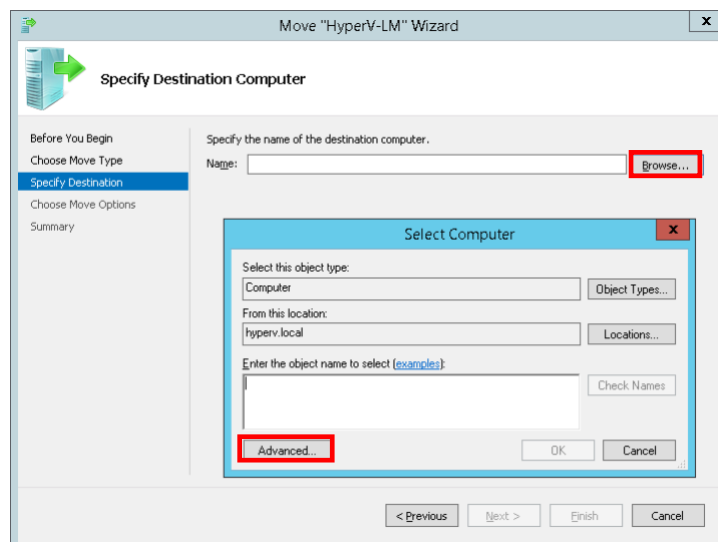 Move "HyperV-LM" Wizard
x
Specify Destination Computer
Before You Begin
Choose Move Type
Specify Destination
Choose Move Options
Summary
Specify the name of the destination computer.
Name:
Browse...
Select Computer
x
Select this object type:
Computer
Object Types...
From this location:
hyperv.local
Locations...
Enter the object name to select (examples):
Check Names
Advanced...
OK
Cancel
< Previous
Next >
Finish
Cancel